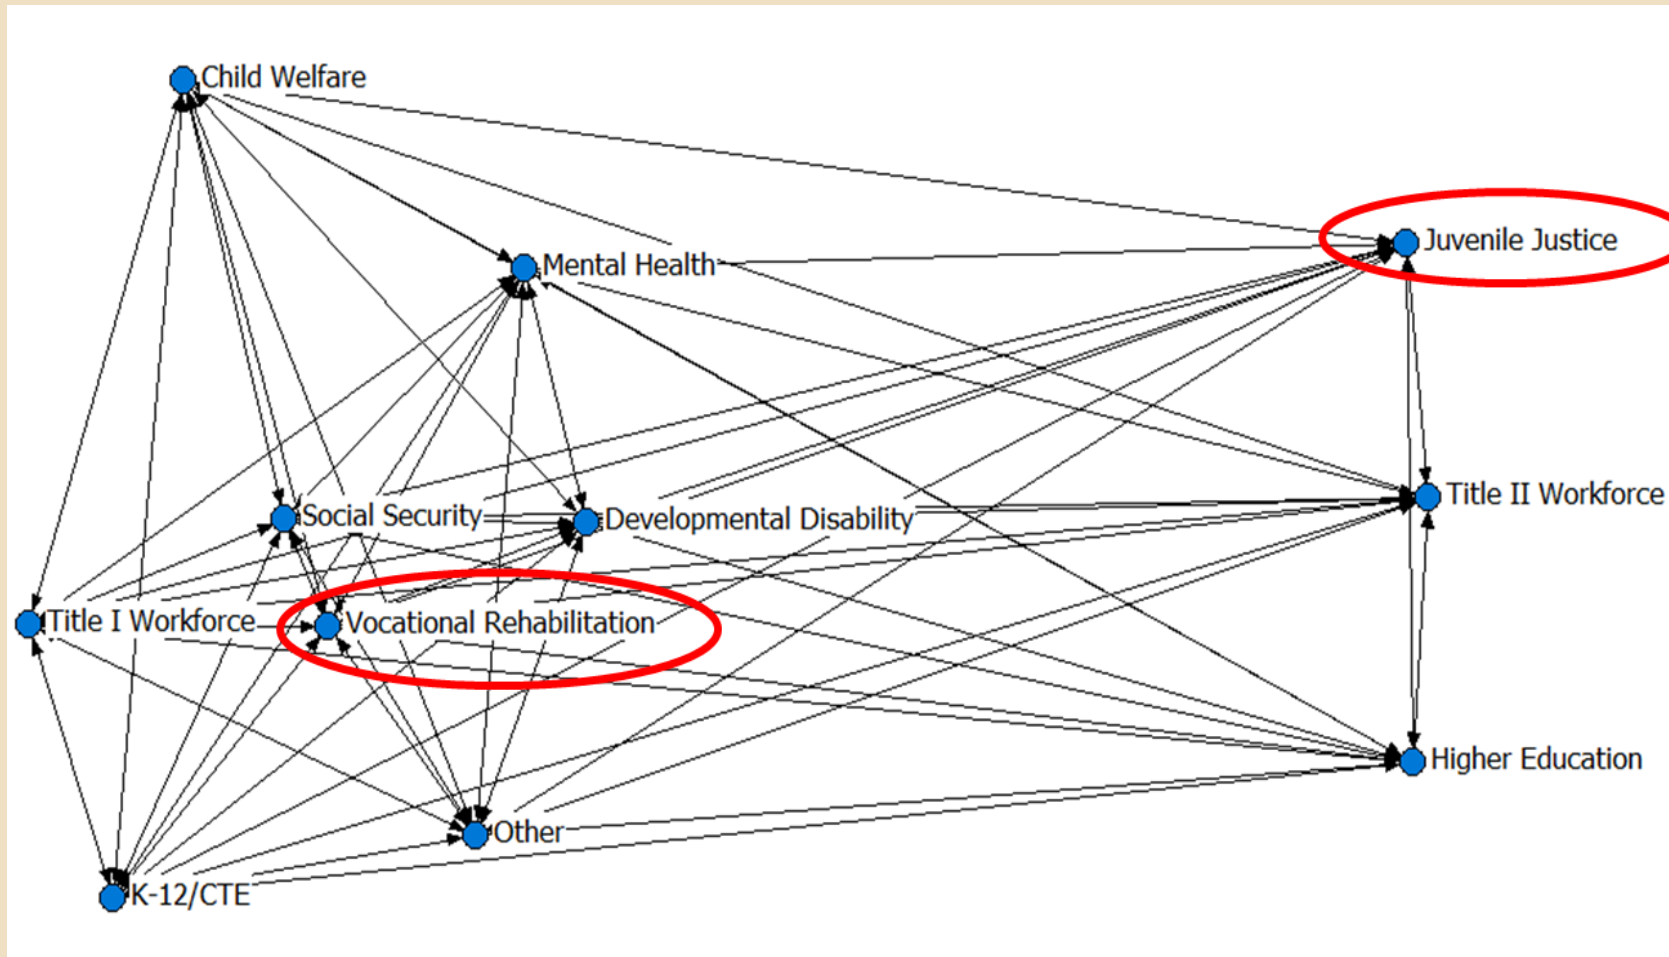 Child Welfare
Juvenile Justice
Mental Health
Title II Workforce
Social Security
Developmental Disability
Title I Workforce
Vocational Rehabilitation
Higher Education
Other
K-12/CTE